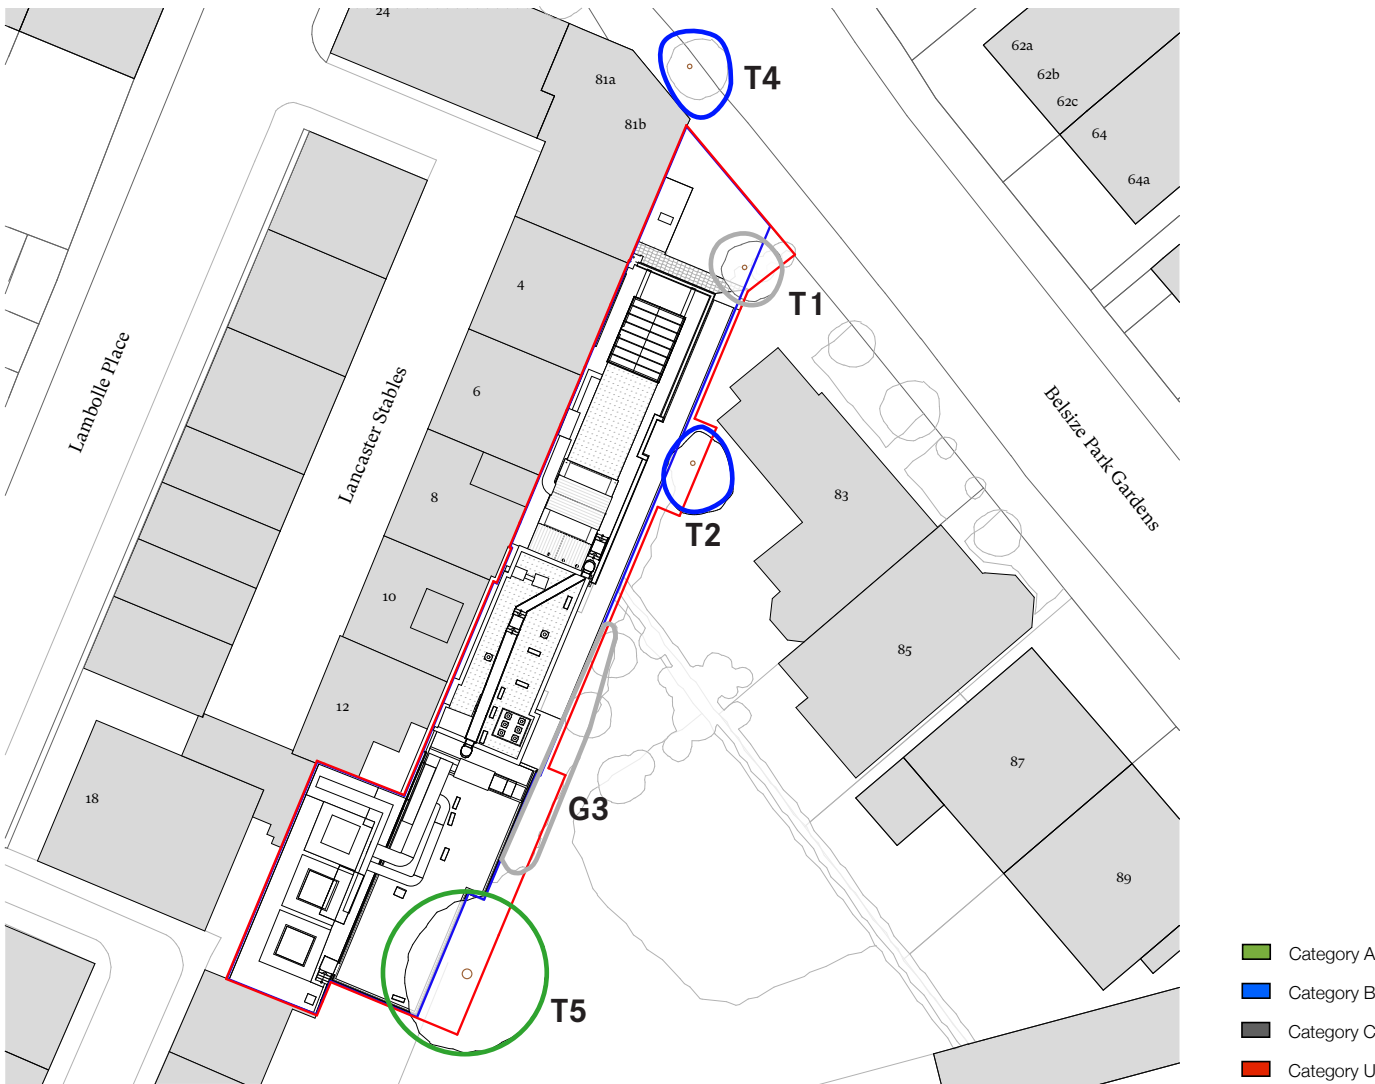 24
81a
81b
T4
62a
62b
62c
64
64a
4
T1
6
Lambolle Place
Lancaster Stables
Belsize Park Gardens
8
83
T2
10
85
12
87
18
G3
89
T5
Category A
Category B
Category C
Category U